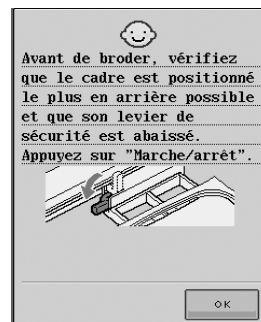 Avant de broder, vérifiez
que le cadre est positionné
le plus en arrière possible
et que son levier de
sécurité est abaissé.
Appuyez sur "Marche/arrêt".
OK